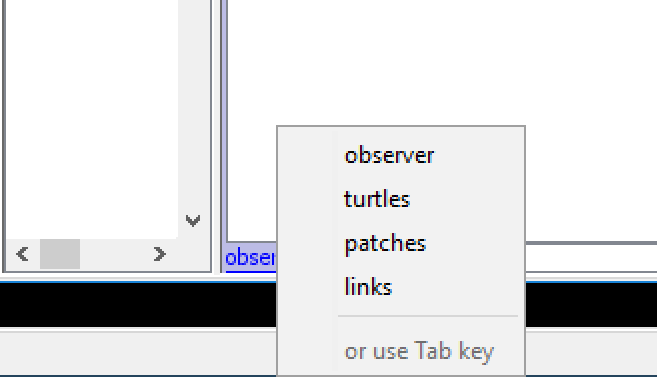 observer
turtles
patches
obser
links
or use Tab key